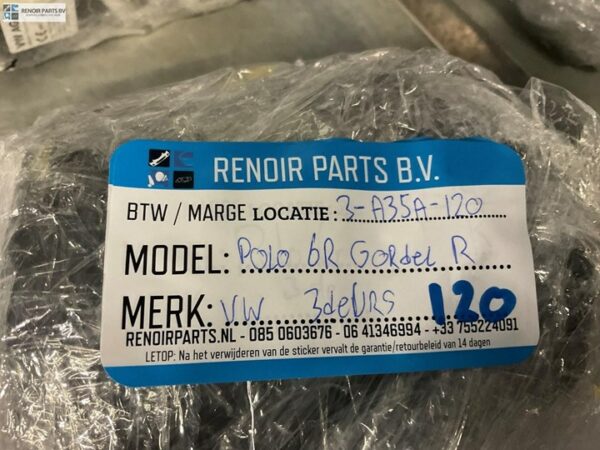 RENOIR PARTS BV
RENOIR PARTS B.V.
BTW / MARGE LOCATIE : 3-A35A-120
MODEL: Polo 6R Gordel R
MERK: VW 3deurs 120
RENOIRPARTS.NL - 085 0603676 - 06 41346994 - +33 755224091
LETOP: Na het verwijderen van de sticker vervalt de garantie/retourbeleid van 14 dagen